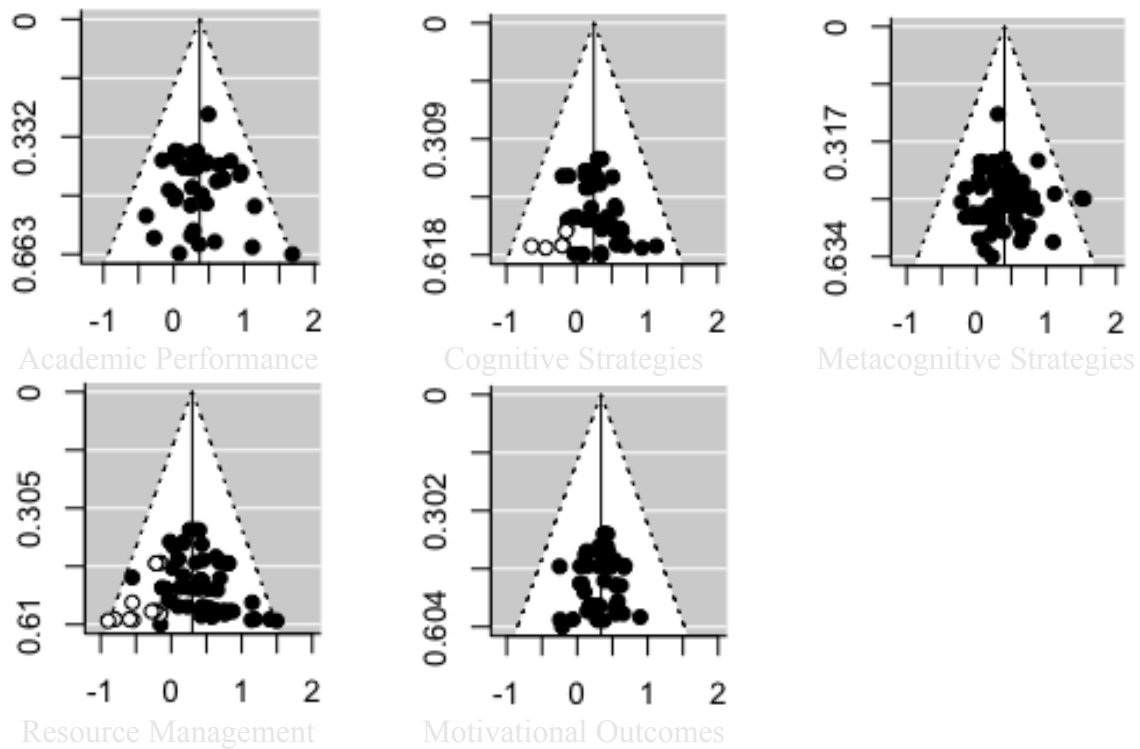 0
0.332
0.663
-1 0 1 2
Academic Performance
0
0.309
0.618
-1 0 1 2
Cognitive Strategies
0
0.317
0.634
-1 0 1 2
Metacognitive Strategies
0
0.305
0.61
-1 0 1 2
Resource Management
0
0.302
0.604
-1 0 1 2
Motivational Outcomes